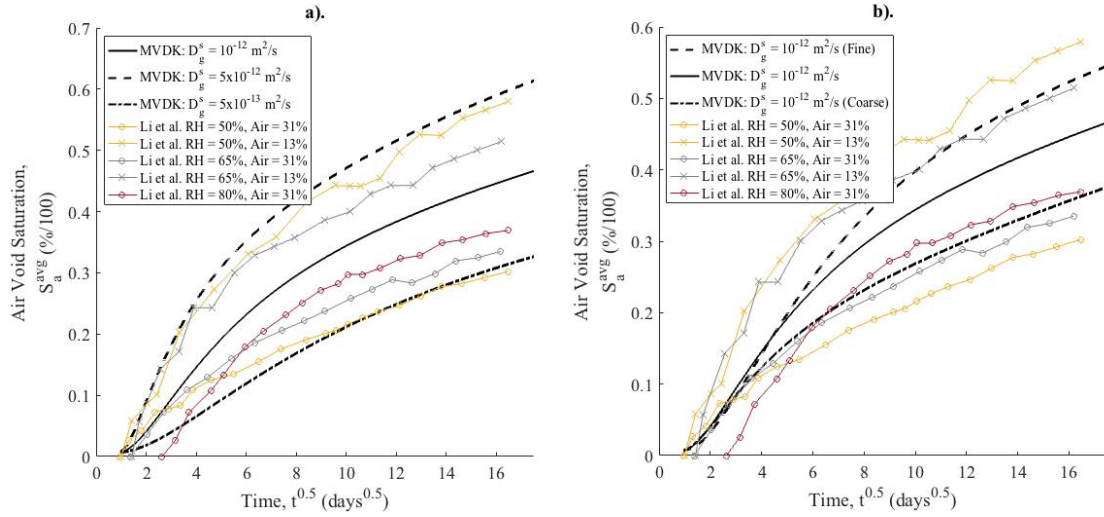 a).
0.7
0.6
0.5
0.4
0.3
0.2
0.1
0
0 2 4 6 8 10 12 14 16
Air Void Saturation,
S_a^avg (%/100)
Time, t^0.5 (days^0.5)
MVDK: D_g^s = 10^-12 m^2/s
MVDK: D_g^s = 5x10^-12 m^2/s
MVDK: D_g^s = 5x10^-13 m^2/s
Li et al. RH = 50%, Air = 31%
Li et al. RH = 50%, Air = 13%
Li et al. RH = 65%, Air = 31%
Li et al. RH = 65%, Air = 13%
Li et al. RH = 80%, Air = 31%
b).
0.6
0.5
0.4
0.3
0.2
0.1
0
0 2 4 6 8 10 12 14 16
Air Void Saturation,
S_a^avg (%/100)
Time, t^0.5 (days^0.5)
MVDK: D_g^s = 10^-12 m^2/s (Fine)
MVDK: D_g^s = 10^-12 m^2/s
MVDK: D_g^s = 10^-12 m^2/s (Coarse)
Li et al. RH = 50%, Air = 31%
Li et al. RH = 50%, Air = 13%
Li et al. RH = 65%, Air = 31%
Li et al. RH = 65%, Air = 13%
Li et al. RH = 80%, Air = 31%